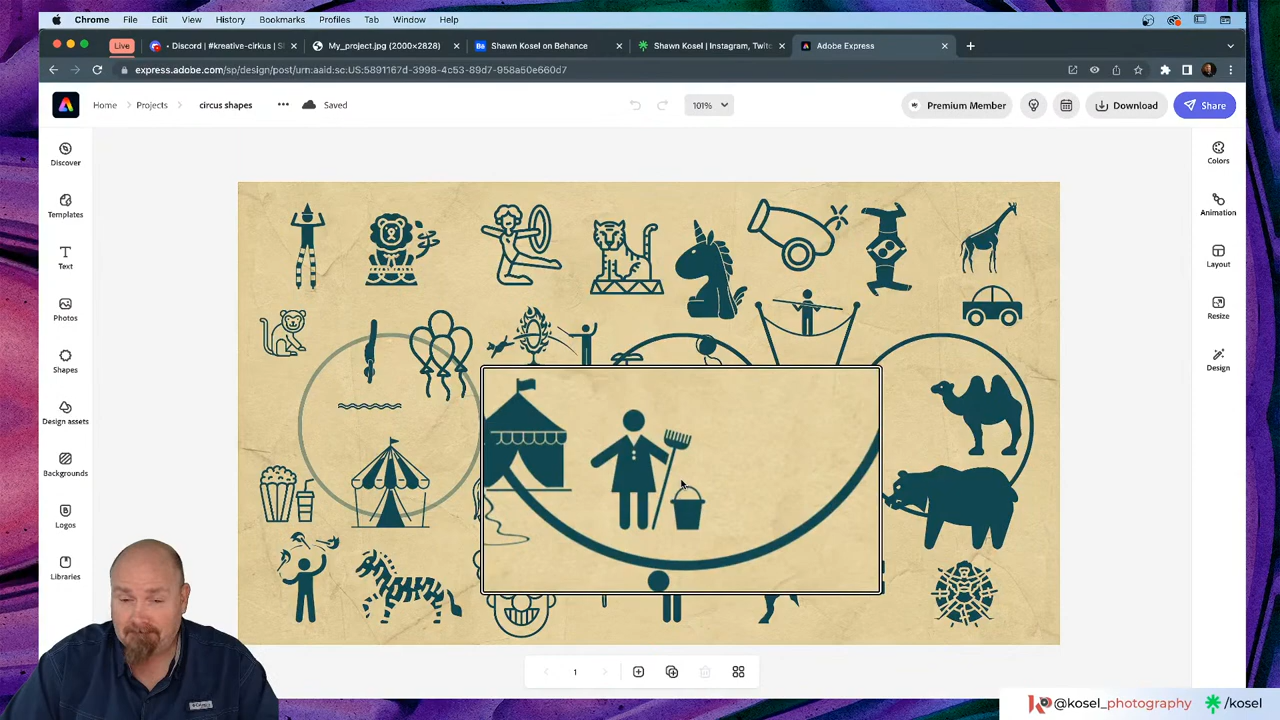 Chrome File Edit View History Bookmarks Profiles Tab Window Help
Live
Discord | #kreative-cirkus | S
My_project.jpg (2000×2828)
Shawn Kosel on Behance
Shawn Kosel | Instagram, Twit
Adobe Express
express.adobe.com/sp/design/post/urn:aaid:sc:US:5891167d-3998-4c53-89d7-958a50e660d7
Home
Projects
circus shapes
Saved
101%
Premium Member
Download
Share
Discover
Templates
Text
Photos
Shapes
Design assets
Backgrounds
Logos
Libraries
Colors
Animation
Layout
Resize
Design
1
@kosel_photography
/kosel